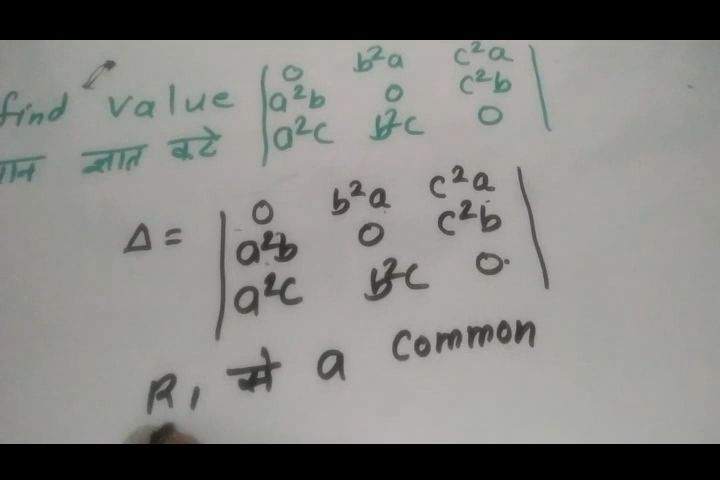 find value | 0 b²a c²a |
| a²b 0 c²b |
मान ज्ञात करे | a²c b²c 0 |
Δ = | 0 b²a c²a |
| a²b 0 c²b |
| a²c b²c 0 |
R₁ से a common